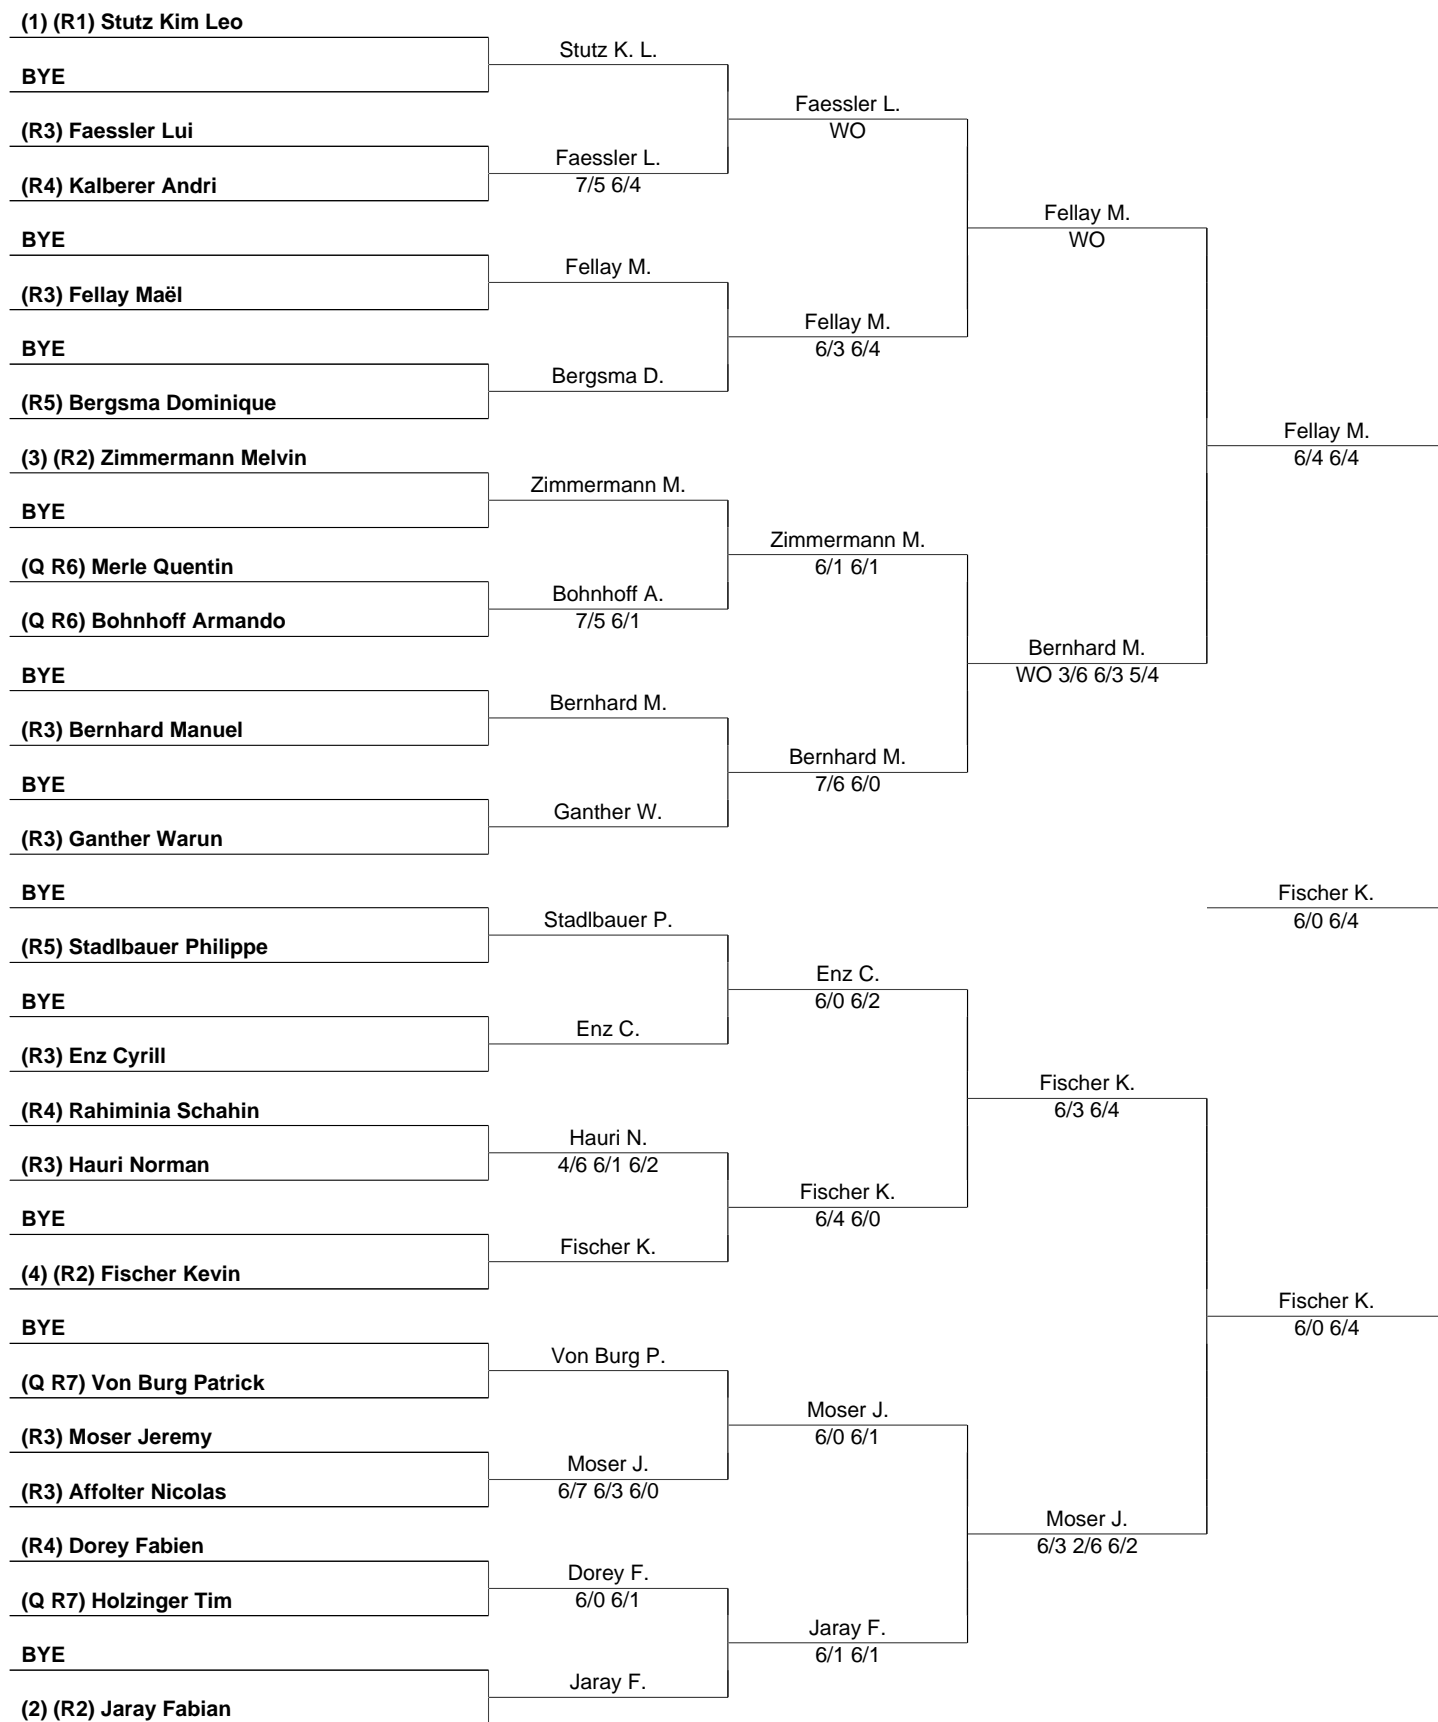 (1) (R1) Stutz Kim Leo
BYE
(R3) Faessler Lui
(R4) Kalberer Andri
BYE
(R3) Fellay Maël
BYE
(R5) Bergsma Dominique
(3) (R2) Zimmermann Melvin
BYE
(Q R6) Merle Quentin
(Q R6) Bohnhoff Armando
BYE
(R3) Bernhard Manuel
BYE
(R3) Ganther Warun
BYE
(R5) Stadlbauer Philippe
BYE
(R3) Enz Cyrill
(R4) Rahiminia Schahin
(R3) Hauri Norman
BYE
(4) (R2) Fischer Kevin
BYE
(Q R7) Von Burg Patrick
(R3) Moser Jeremy
(R3) Affolter Nicolas
(R4) Dorey Fabien
(Q R7) Holzinger Tim
BYE
(2) (R2) Jaray Fabian
Stutz K. L.
Faessler L.
7/5 6/4
Fellay M.
Bergsma D.
Zimmermann M.
Bohnhoff A.
7/5 6/1
Bernhard M.
Ganther W.
Stadlbauer P.
Enz C.
Hauri N.
4/6 6/1 6/2
Fischer K.
Von Burg P.
Moser J.
6/7 6/3 6/0
Dorey F.
6/0 6/1
Jaray F.
Faessler L.
WO
Fellay M.
6/3 6/4
Zimmermann M.
6/1 6/1
Bernhard M.
7/6 6/0
Enz C.
6/0 6/2
Fischer K.
6/4 6/0
Moser J.
6/0 6/1
Jaray F.
6/1 6/1
Fellay M.
WO
Bernhard M.
WO 3/6 6/3 5/4
Fischer K.
6/3 6/4
Moser J.
6/3 2/6 6/2
Fellay M.
6/4 6/4
Fischer K.
6/0 6/4
Fischer K.
6/0 6/4